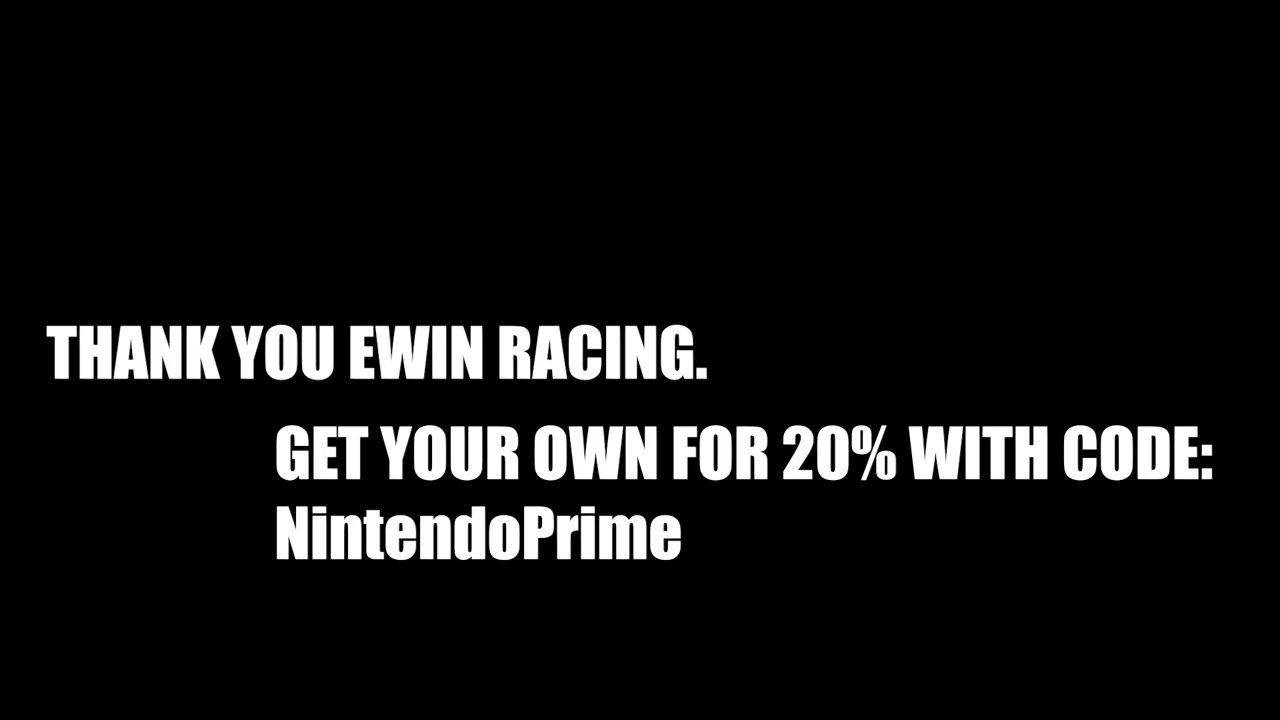 THANK YOU EWIN RACING.
GET YOUR OWN FOR 20% WITH CODE:
NintendoPrime